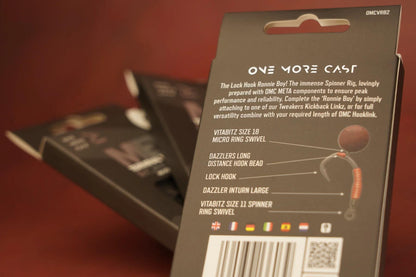 OMCVR92
ONE MORE CAST
The Lock Hook Ronnie Boy! The immense Spinner Rig, lovingly
prepared with OMC META components to ensure peak
performance and reliability. Complete the 'Ronnie Boy' by simply
attaching to one of our Tweakers Kickback Linkz, or for full
versatility combine with your required length of OMC Hooklink.
VITABITZ SIZE 18
MICRO RING SWIVEL
DAZZLERS LONG
DISTANCE HOOK BEAD
LOCK HOOK
DAZZLER INTURN LARGE
VITABITZ SIZE 11 SPINNER
RING SWIVEL